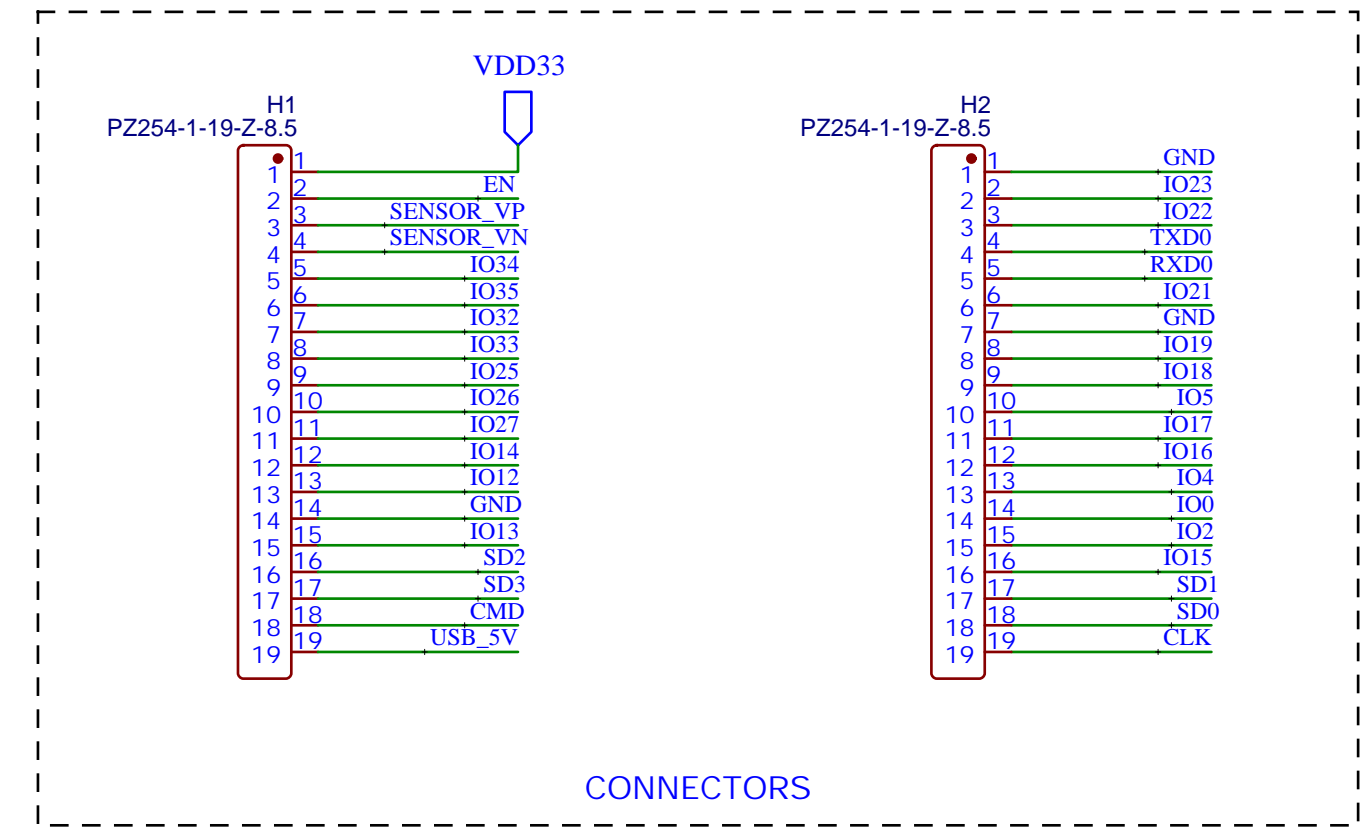 VDD33
H1
PZ254-1-19-Z-8.5
1 1
2 2 EN
3 3 SENSOR_VP
4 4 SENSOR_VN
5 5 IO34
6 6 IO35
7 7 IO32
8 8 IO33
9 9 IO25
10 10 IO26
11 11 IO27
12 12 IO14
13 13 IO12
14 14 GND
15 15 IO13
16 16 SD2
17 17 SD3
18 18 CMD
19 19 USB_5V
H2
PZ254-1-19-Z-8.5
1 1 GND
2 2 IO23
3 3 IO22
4 4 TXD0
5 5 RXD0
6 6 IO21
7 7 GND
8 8 IO19
9 9 IO18
10 10 IO5
11 11 IO17
12 12 IO16
13 13 IO4
14 14 IO0
15 15 IO2
16 16 IO15
17 17 SD1
18 18 SD0
19 19 CLK
CONNECTORS